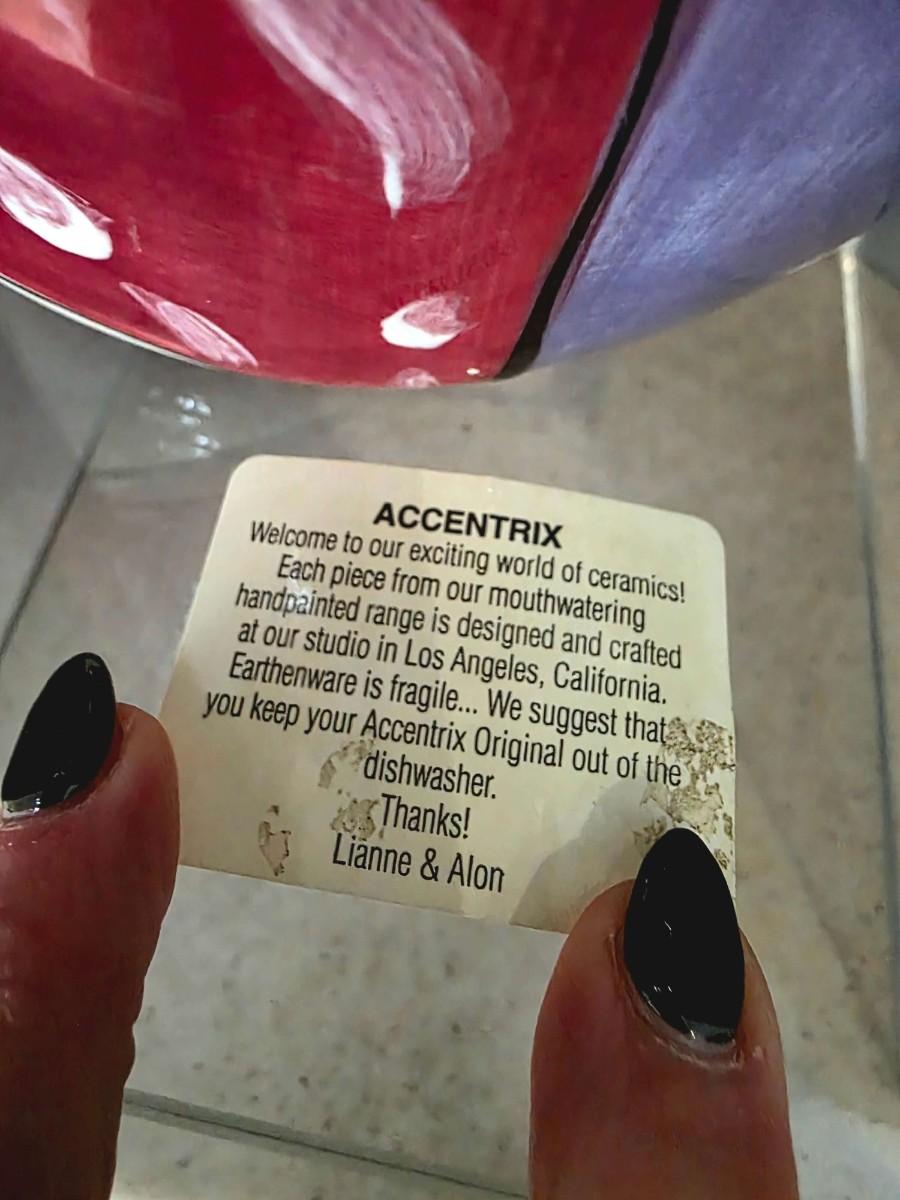 ACCENTRIX
Welcome to our exciting world of ceramics!
Each piece from our mouthwatering
handpainted range is designed and crafted
at our studio in Los Angeles, California.
Earthenware is fragile... We suggest that
you keep your Accentrix Original out of the
dishwasher.
Thanks!
Lianne & Alon